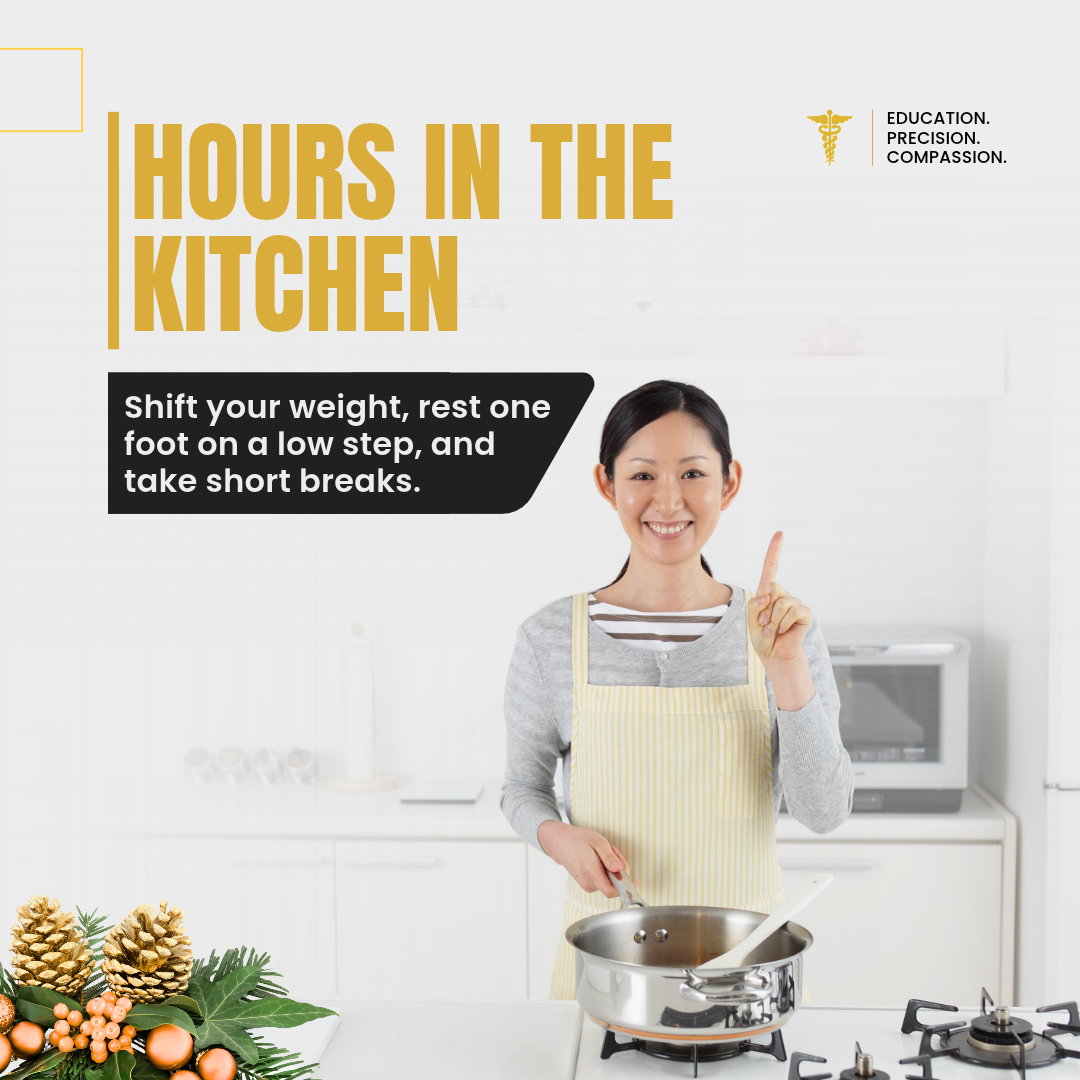 HOURS IN THE
KITCHEN
EDUCATION.
PRECISION.
COMPASSION.
Shift your weight, rest one
foot on a low step, and
take short breaks.